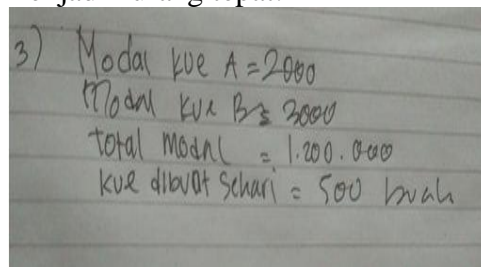 3) Modal kue A = 2000
Modal kue B = 3000
total modal = 1.200.000
kue dibuat sehari = 500 buah